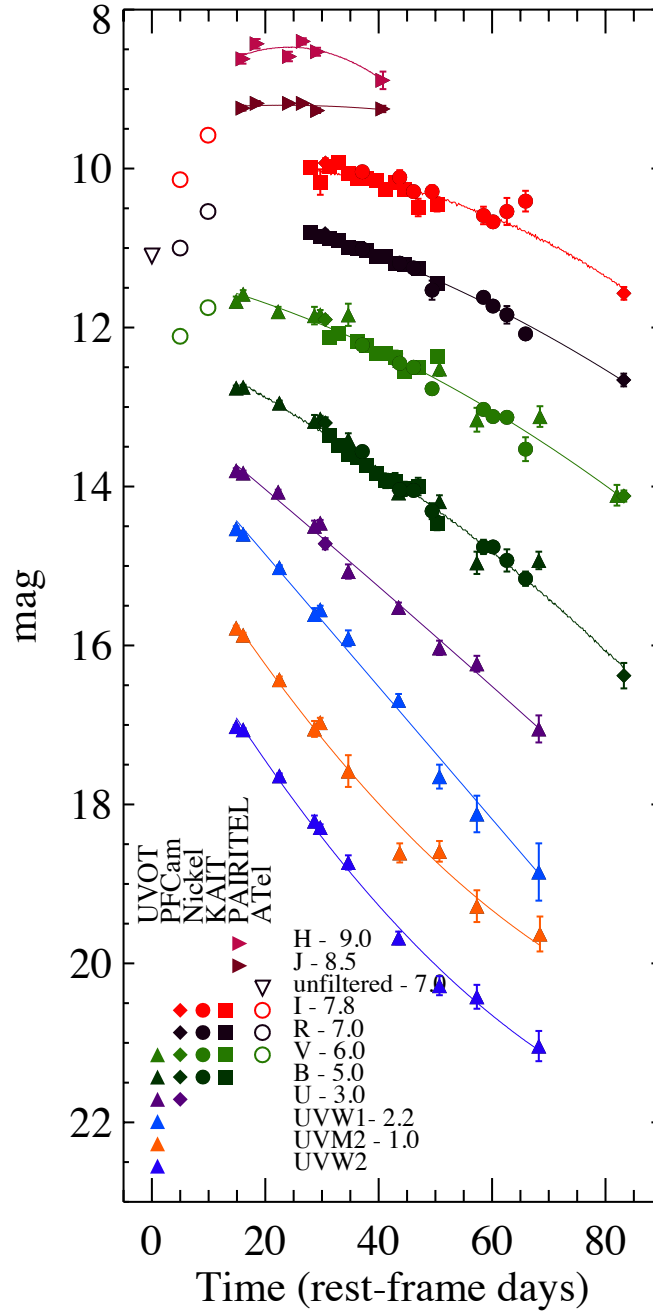 8
10
12
14
16
18
20
22
mag
0
20
40
60
80
Time (rest-frame days)
UVOT
PFCam
Nickel
KAIT
PAIRITEL
ATel
H - 9.0
J - 8.5
unfiltered - 7.0
I - 7.8
R - 7.0
V - 6.0
B - 5.0
U - 3.0
UVW1- 2.2
UVM2 - 1.0
UVW2